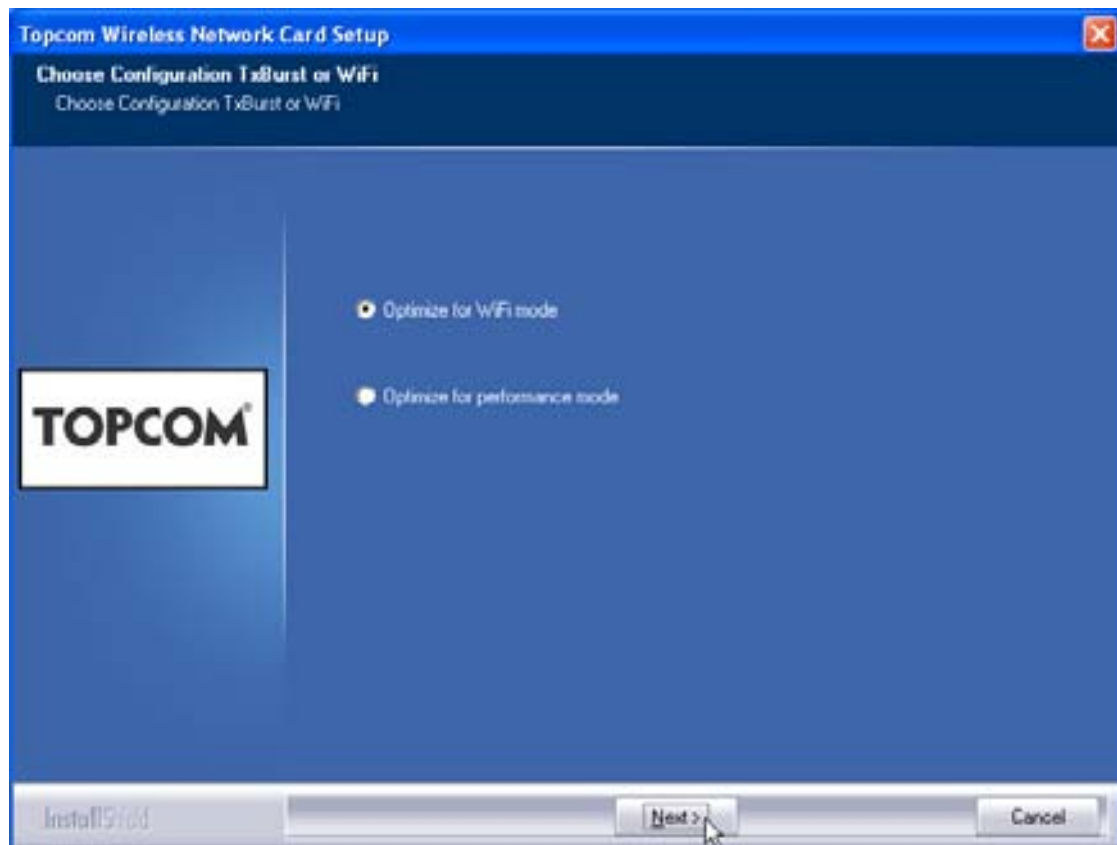 Topcom Wireless Network Card Setup
Choose Configuration TxBurst or WiFi
Choose Configuration TxBurst or WiFi
Optimize for WiFi mode
Optimize for performance mode
TOPCOM®
InstallShield
Next >
Cancel